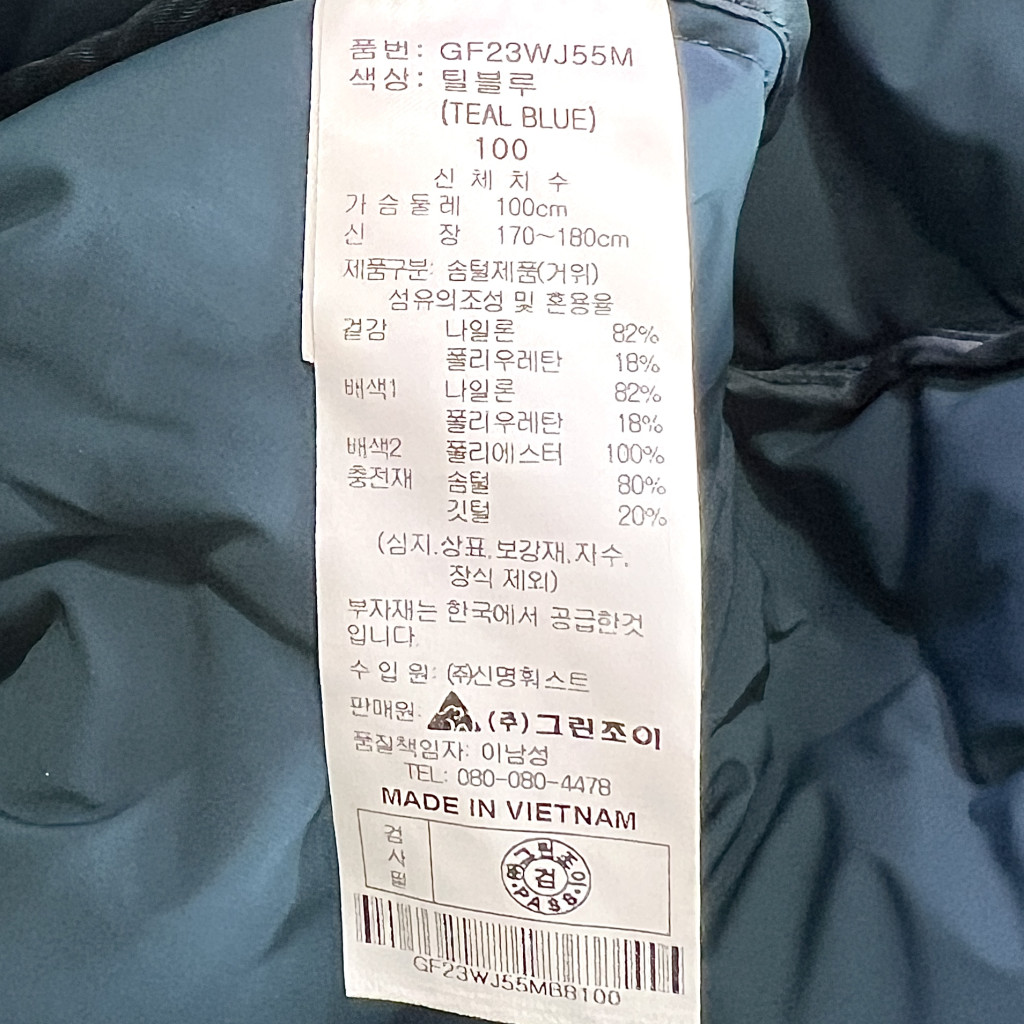 품번: GF23WJ55M
색상: 틸블루
(TEAL BLUE)
100
신 체 치 수
가 슴 둘 레 100cm
신 장 170~180cm
제품구분: 솜털제품(거위)
섬유의조성 및 혼용율
겉감 나일론 82%
폴리우레탄 18%
배색1 나일론 82%
폴리우레탄 18%
배색2 폴리에스터 100%
충전재 솜털 80%
깃털 20%
(심지.상표.보강재.자수.
장식 제외)
부자재는 한국에서 공급한것
입니다.
수 입 원: (주)신명훠스트
판매원: (주)그린조이
품질책임자: 이남성
TEL: 080-080-4478
MADE IN VIETNAM
검사필
그린조이
검
PASS
GF23WJ55MBB100